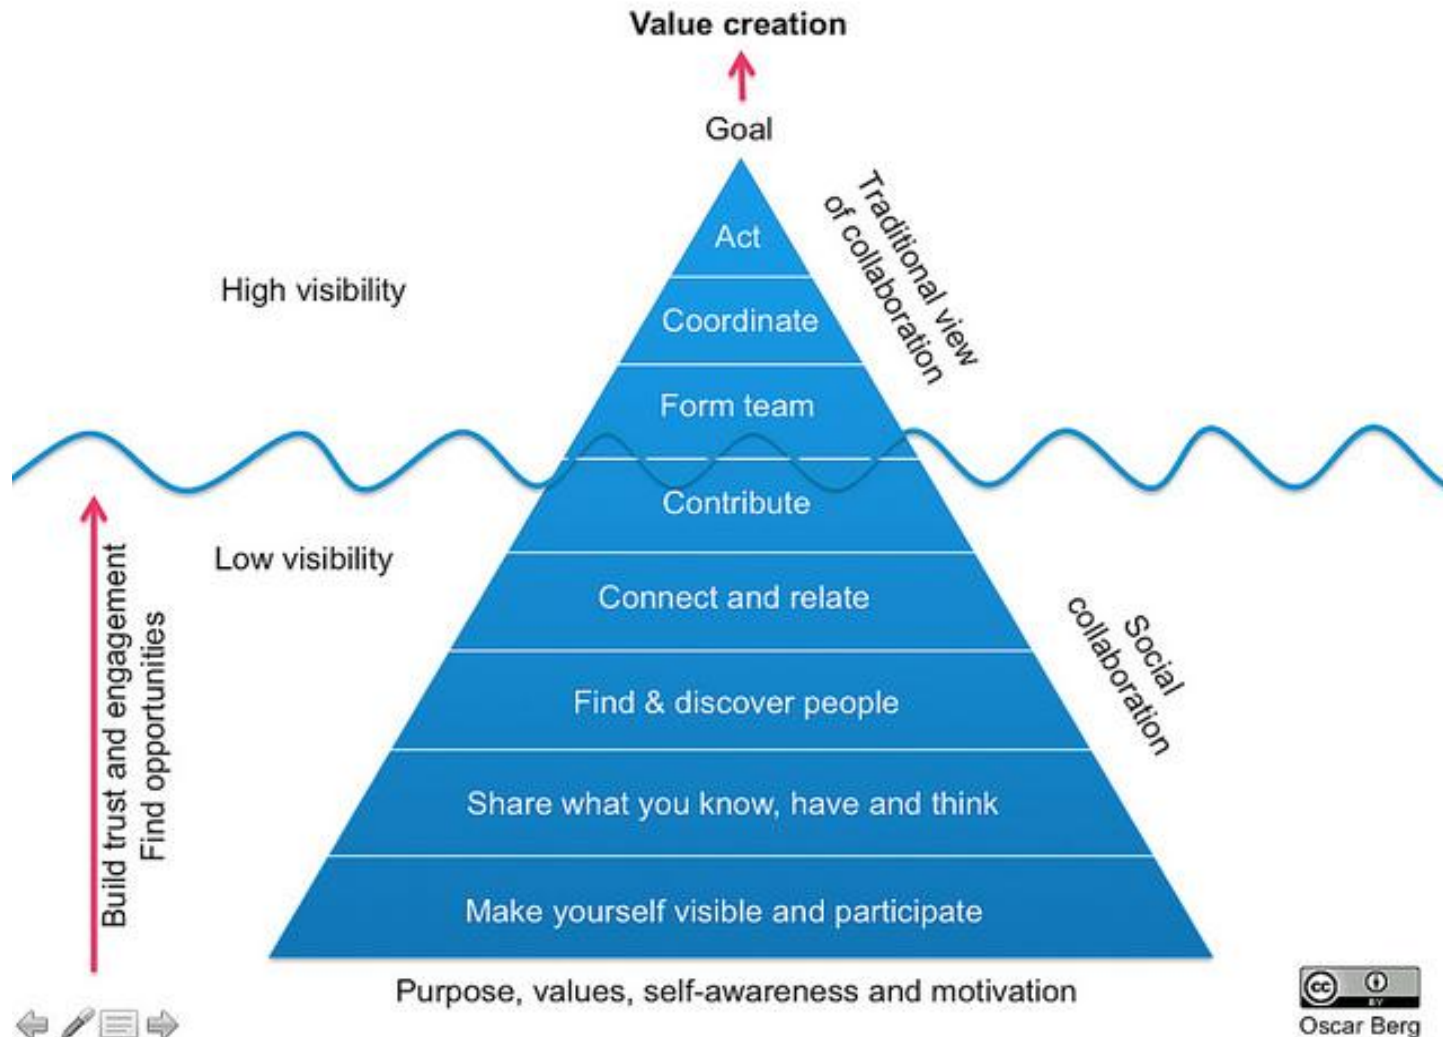 Value creation
Goal
Act
Traditional view
of collaboration
High visibility
Coordinate
Form team
Contribute
Low visibility
Connect and relate
Social
collaboration
Find & discover people
Build trust and engagement
Find opportunities
Share what you know, have and think
Make yourself visible and participate
Purpose, values, self-awareness and motivation
cc
BY
Oscar Berg